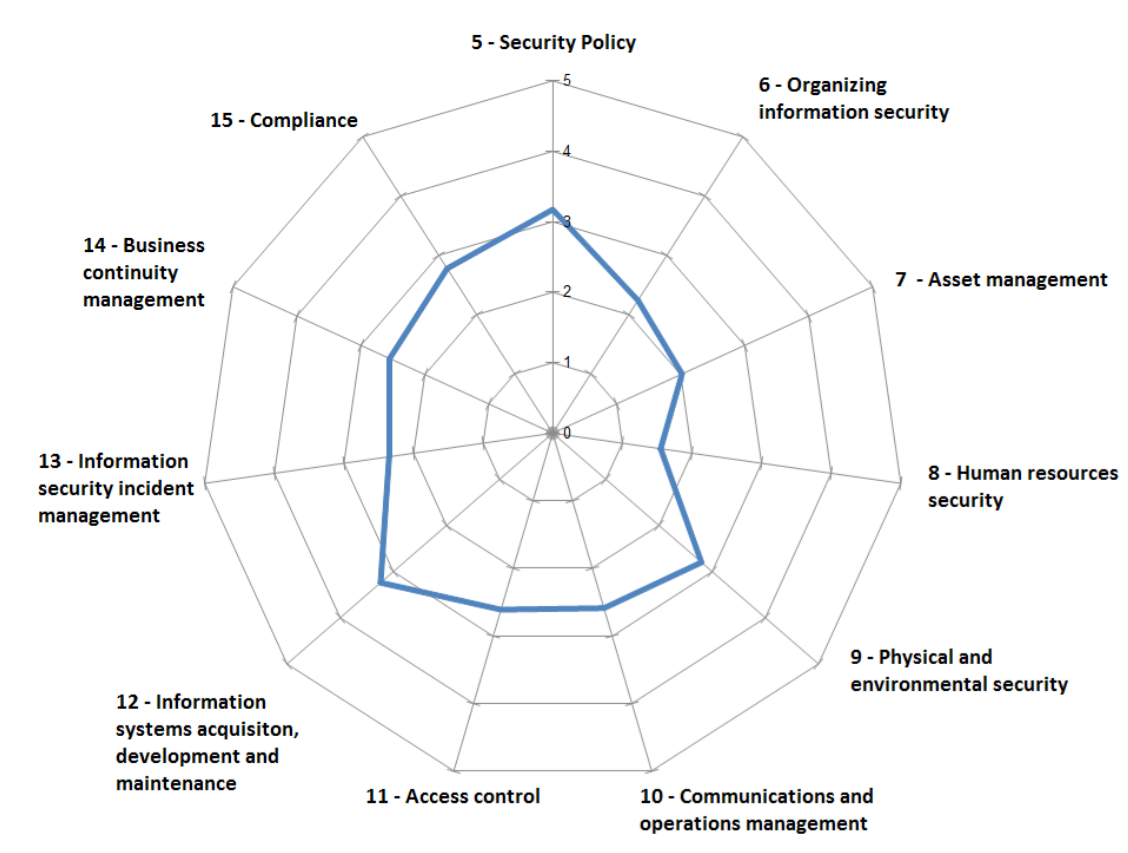 5 - Security Policy
6 - Organizing
information security
7  - Asset management
8 - Human resources
security
9 - Physical and
environmental security
10 - Communications and
operations management
11 - Access control
12 - Information
systems acquisiton,
development and
maintenance
13 - Information
security incident
management
14 - Business
continuity
management
15 - Compliance
5
4
3
2
1
0